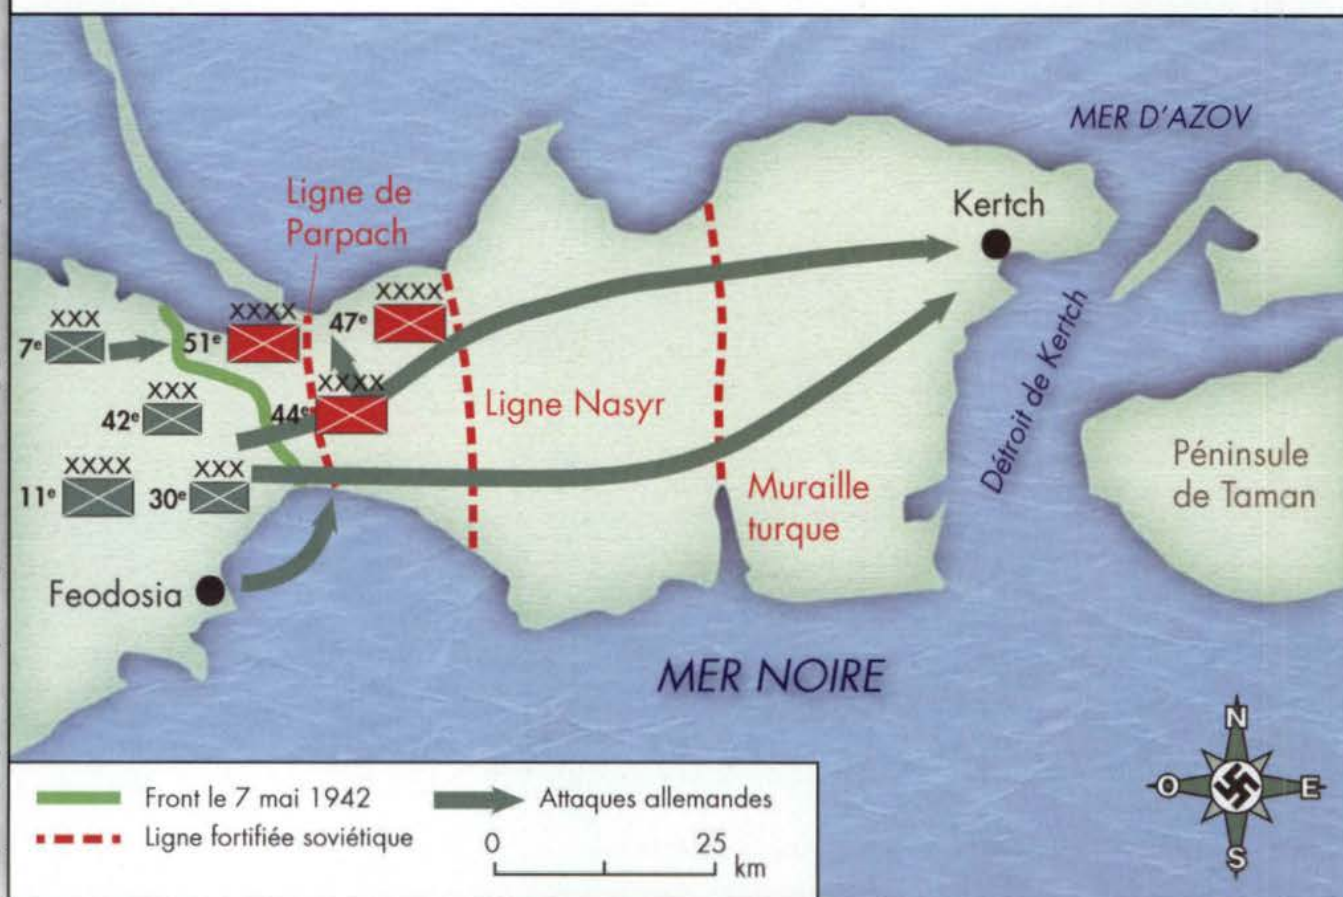 MER D'AZOV
Ligne de
Parpach
Kertch
XXXX
XXXX
XXX
7e
51e
47e
XXX
XXXX
42e
44e
Ligne Nasyr
Détroit de Kertch
XXXX
XXX
11e
30e
Muraille
turque
Péninsule
de Taman
Feodosia
MER NOIRE
N
O
E
S
Front le 7 mai 1942
Attaques allemandes
Ligne fortifiée soviétique
0
25
km